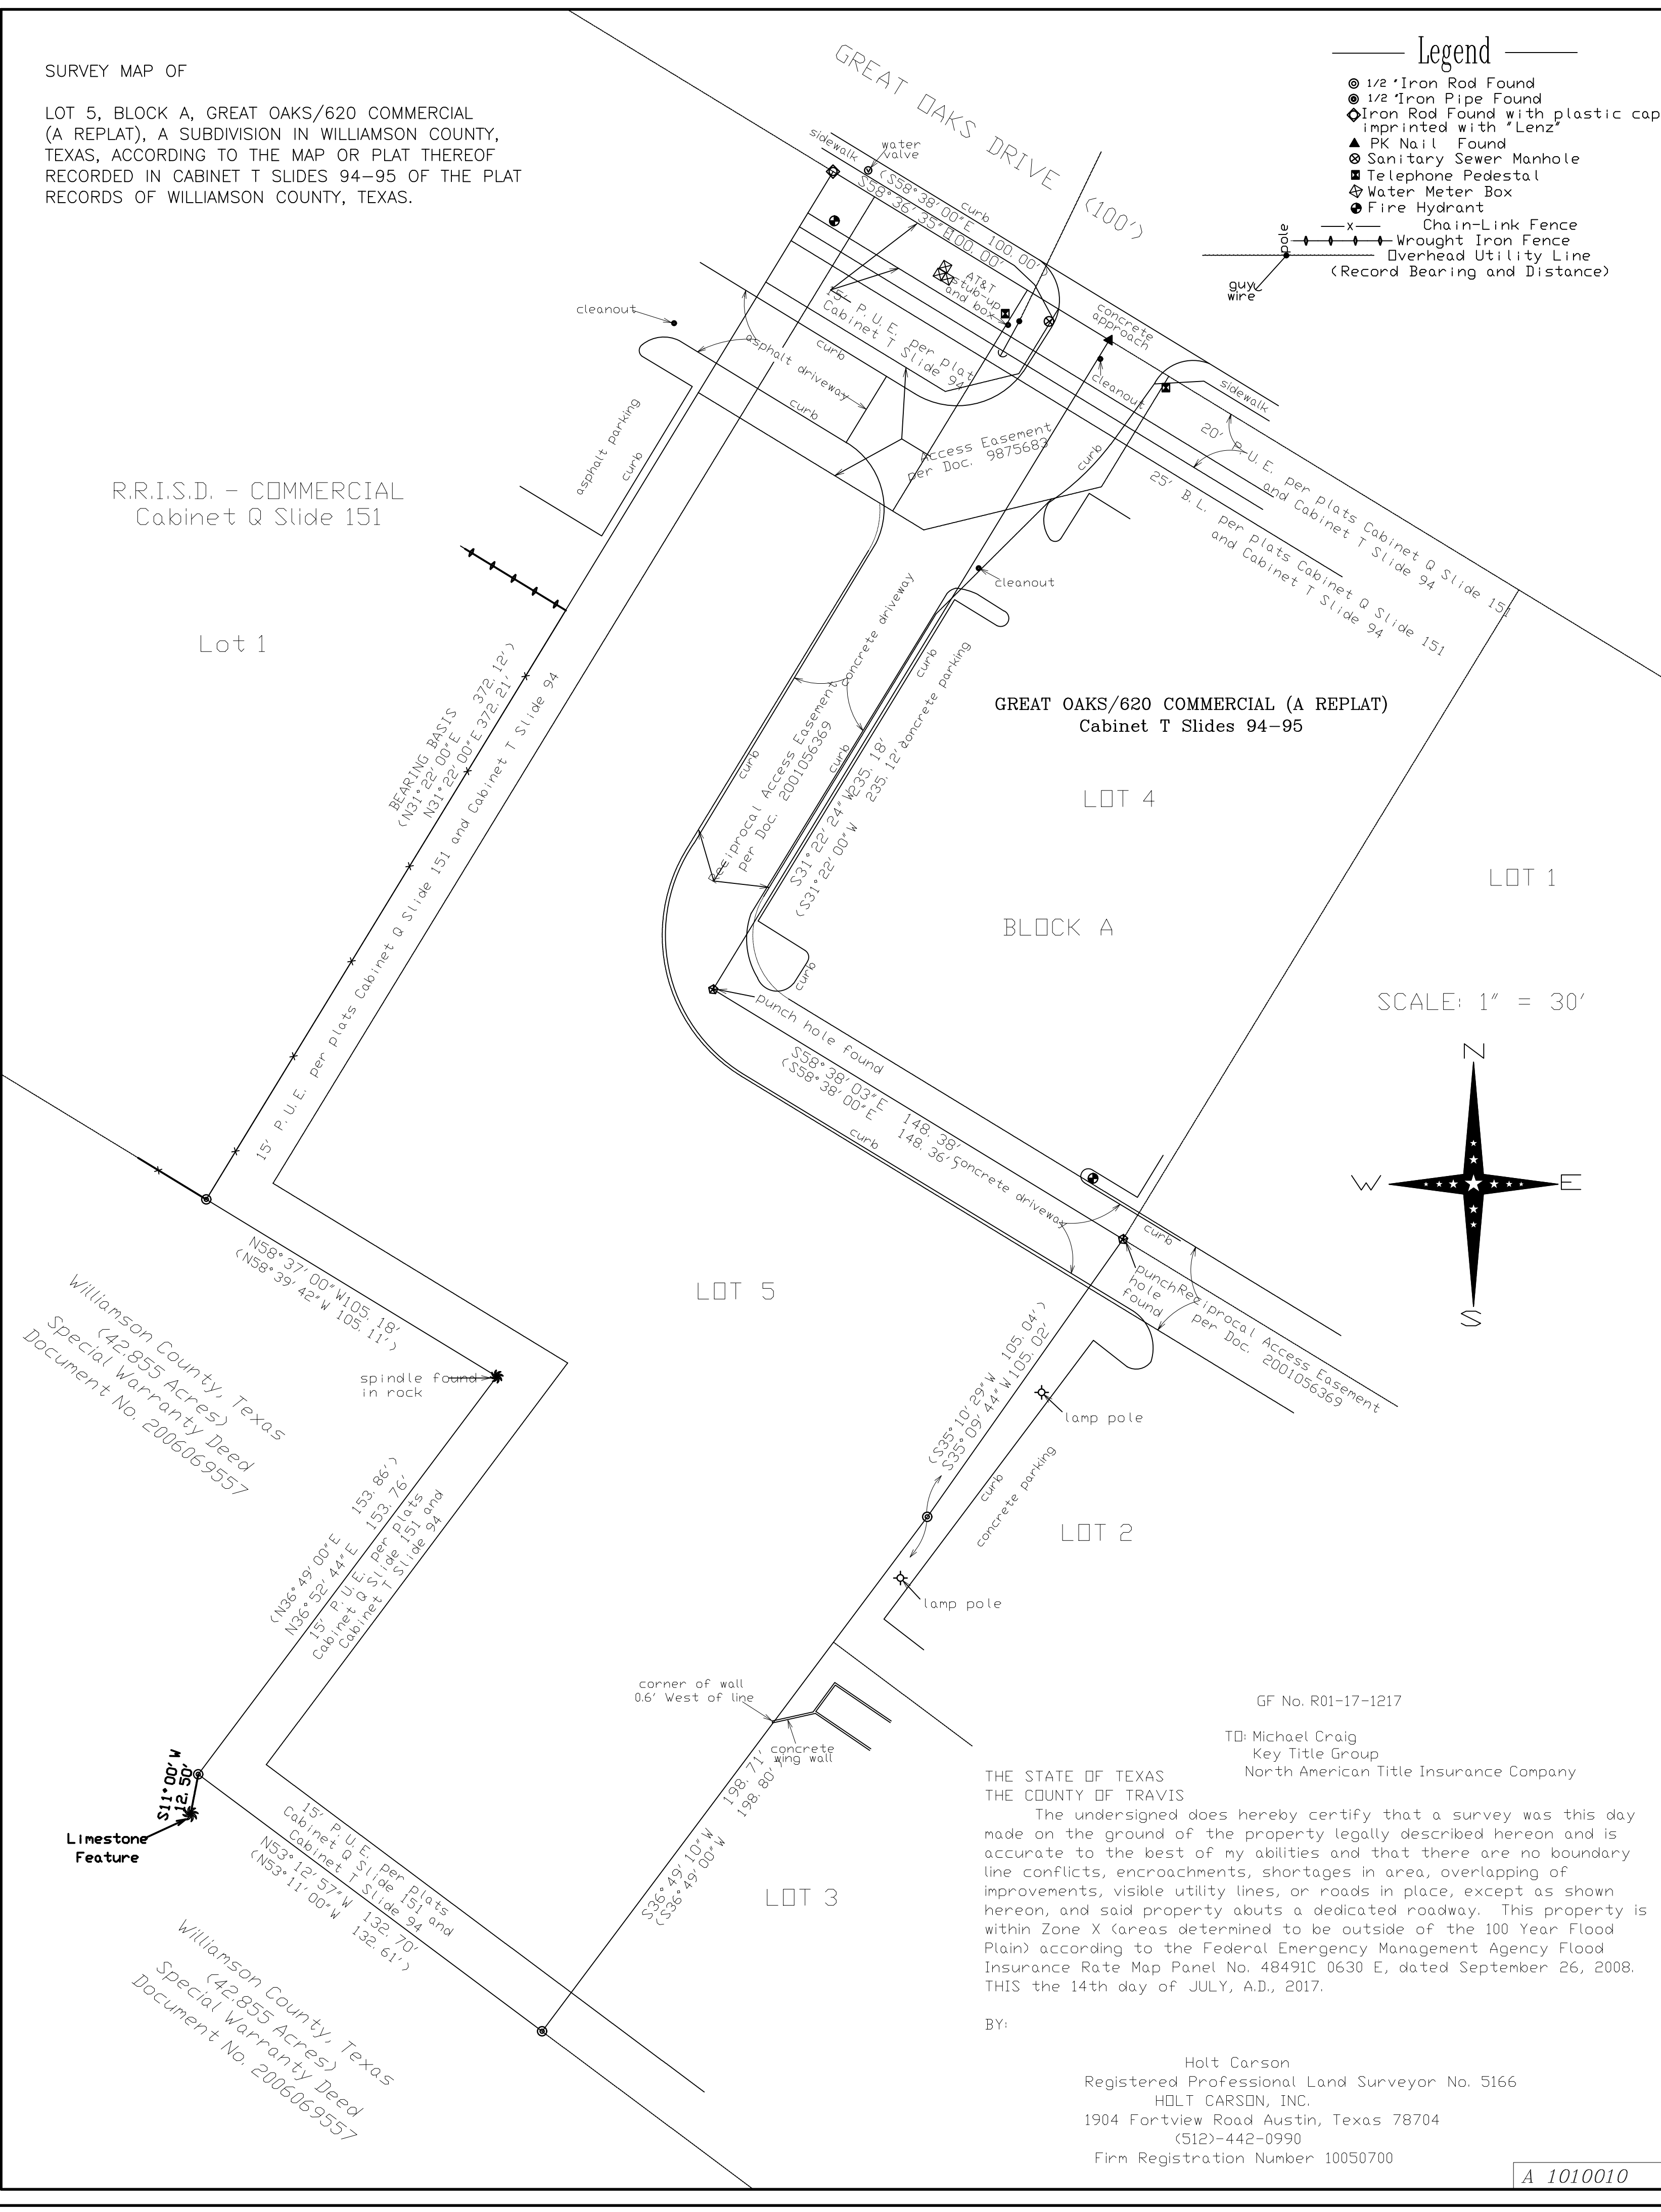 SURVEY MAP OF
LOT 5, BLOCK A, GREAT OAKS/620 COMMERCIAL
(A REPLAT), A SUBDIVISION IN WILLIAMSON COUNTY,
TEXAS, ACCORDING TO THE MAP OR PLAT THEREOF
RECORDED IN CABINET T SLIDES 94-95 OF THE PLAT
RECORDS OF WILLIAMSON COUNTY, TEXAS.
Legend
1/2 "Iron Rod Found
1/2 "Iron Pipe Found
Iron Rod Found with plastic cap
imprinted with "Lenz"
PK Nail Found
Sanitary Sewer Manhole
Telephone Pedestal
Water Meter Box
Fire Hydrant
x Chain-Link Fence
Wrought Iron Fence
pole
Overhead Utility Line
(Record Bearing and Distance)
guy
wire
GREAT OAKS DRIVE (100')
sidewalk
water
valve
(S58°38'00"E 100.00')
S58°36'35"E 100.00'
curb
AT&T
stub-up
and box
15' P.U.E. per Plat
Cabinet T Slide 94
concrete
approach
cleanout
asphalt driveway
curb
curb
cleanout
sidewalk
asphalt parking
curb
Access Easement
per Doc. 9875683
curb
20' P.U.E. per plats Cabinet Q Slide 151
and Cabinet T Slide 94
25' B.L. per plats Cabinet Q Slide 151
and Cabinet T Slide 94
R.R.I.S.D. - COMMERCIAL
Cabinet Q Slide 151
Lot 1
cleanout
BEARING BASIS
(N31°22'00"E 372.12')
N31°22'00"E 372.21'
15' P.U.E. per plats Cabinet Q Slide 151 and Cabinet T Slide 94
concrete driveway
curb
concrete parking
Reciprocal Access Easement
per Doc. 2001056369
curb
curb
S31°22'24"W 235.18'
(S31°22'00"W 235.12')
GREAT OAKS/620 COMMERCIAL (A REPLAT)
Cabinet T Slides 94-95
LOT 4
LOT 1
BLOCK A
curb
punch hole found
SCALE: 1" = 30'
N
W
E
S
S58°38'03"E 148.38'
(S58°38'00"E 148.36')
curb
concrete driveway
curb
punch
hole
found
Reciprocal Access Easement
per Doc. 2001056369
N58°37'00"W 105.18'
(N58°39'42"W 105.11')
LOT 5
Williamson County, Texas
(42.855 Acres)
Special Warranty Deed
Document No. 2006069557
spindle found
in rock
(S35°10'29"W 105.04')
S35°09'44"W 105.02'
lamp pole
curb
concrete parking
LOT 2
(N36°49'00"E 153.86')
N36°52'44"E 153.76'
15' P.U.E. per Plats
Cabinet Q Slide 151 and
Cabinet T Slide 94
lamp pole
corner of wall
0.6' West of line
concrete
wing wall
S11°00'W
12.50'
Limestone
Feature
15' P.U.E. per plats
Cabinet Q Slide 151 and
Cabinet T Slide 94
N53°12'57"W 132.70'
(N53°11'00"W 132.61')
S36°49'10"W 198.71'
(S36°49'00"W 198.80')
LOT 3
Williamson County, Texas
(42.855 Acres)
Special Warranty Deed
Document No. 2006069557
GF No. R01-17-1217
TO: Michael Craig
Key Title Group
North American Title Insurance Company
THE STATE OF TEXAS
THE COUNTY OF TRAVIS
The undersigned does hereby certify that a survey was this day
made on the ground of the property legally described hereon and is
accurate to the best of my abilities and that there are no boundary
line conflicts, encroachments, shortages in area, overlapping of
improvements, visible utility lines, or roads in place, except as shown
hereon, and said property abuts a dedicated roadway. This property is
within Zone X (areas determined to be outside of the 100 Year Flood
Plain) according to the Federal Emergency Management Agency Flood
Insurance Rate Map Panel No. 48491C 0630 E, dated September 26, 2008.
THIS the 14th day of JULY, A.D., 2017.
BY:
Holt Carson
Registered Professional Land Surveyor No. 5166
HOLT CARSON, INC.
1904 Fortview Road Austin, Texas 78704
(512)-442-0990
Firm Registration Number 10050700
A 1010010